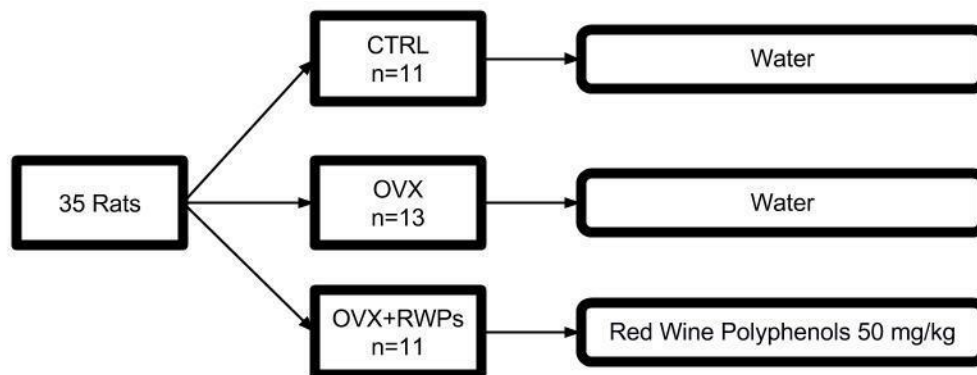 35 Rats
CTRL
n=11
Water
OVX
n=13
Water
OVX+RWPs
n=11
Red Wine Polyphenols 50 mg/kg